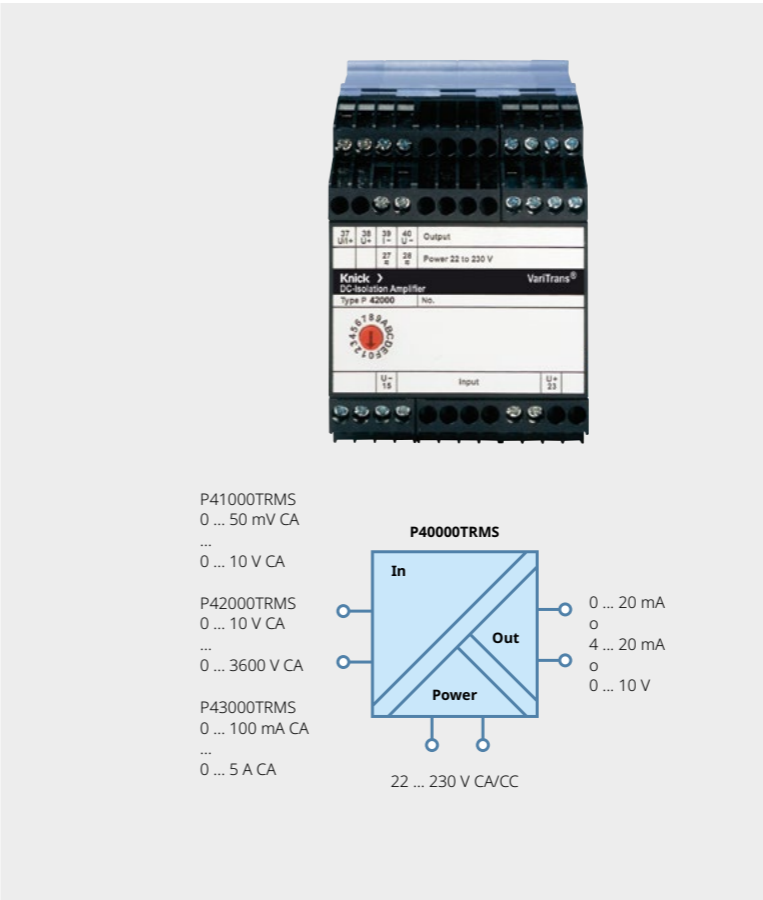 37 38 39 40
U/I+ U+ I- U- Output
27 28
≂ ≂ Power 22 to 230 V
Knick > VariTrans®
DC-Isolation Amplifier
Type P 42000 No.
0123456789ABCDEF
U- Input U+
15 23
P41000TRMS
0 ... 50 mV CA
...
0 ... 10 V CA
P42000TRMS
0 ... 10 V CA
...
0 ... 3600 V CA
P43000TRMS
0 ... 100 mA CA
...
0 ... 5 A CA
P40000TRMS
In
Out
Power
0 ... 20 mA
o
4 ... 20 mA
o
0 ... 10 V
22 ... 230 V CA/CC